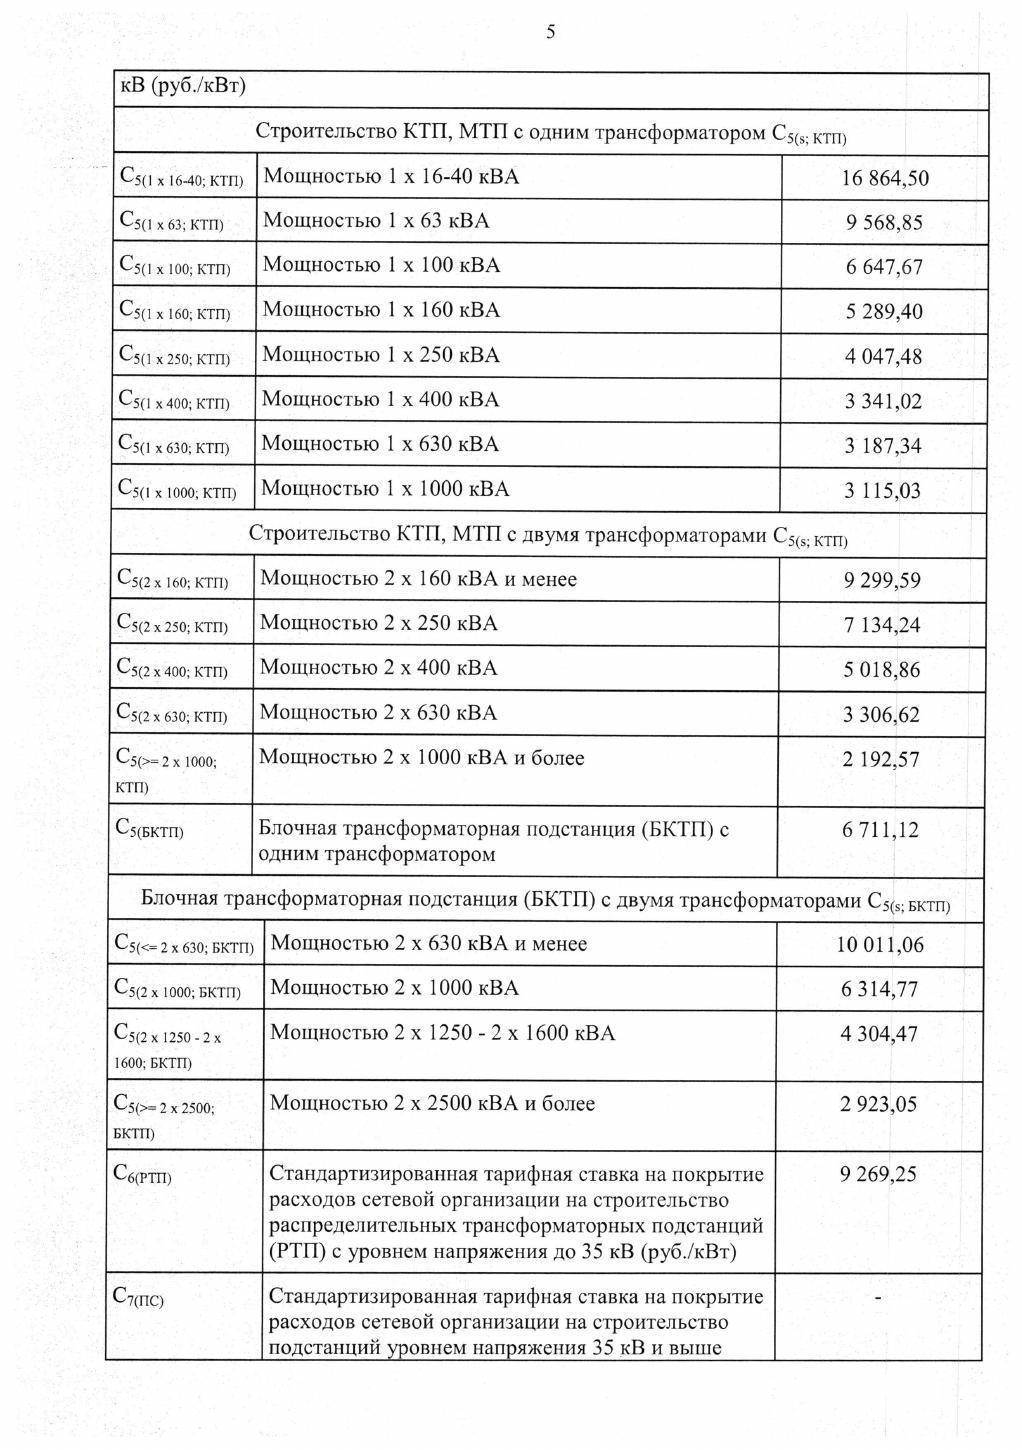 5
кВ (руб./кВт)
Строительство КТП, МТП с одним трансформатором C5(s; КТП)
C5(1 х 16-40; КТП) Мощностью 1 х 16-40 кВА 16 864,50
C5(1 х 63; КТП) Мощностью 1 х 63 кВА 9 568,85
C5(1 х 100; КТП) Мощностью 1 х 100 кВА 6 647,67
C5(1 х 160; КТП) Мощностью 1 х 160 кВА 5 289,40
C5(1 х 250; КТП) Мощностью 1 х 250 кВА 4 047,48
C5(1 х 400; КТП) Мощностью 1 х 400 кВА 3 341,02
C5(1 х 630; КТП) Мощностью 1 х 630 кВА 3 187,34
C5(1 х 1000; КТП) Мощностью 1 х 1000 кВА 3 115,03
Строительство КТП, МТП с двумя трансформаторами C5(s; КТП)
C5(2 х 160; КТП) Мощностью 2 х 160 кВА и менее 9 299,59
C5(2 х 250; КТП) Мощностью 2 х 250 кВА 7 134,24
C5(2 х 400; КТП) Мощностью 2 х 400 кВА 5 018,86
C5(2 х 630; КТП) Мощностью 2 х 630 кВА 3 306,62
C5(>= 2 х 1000; Мощностью 2 х 1000 кВА и более 2 192,57
КТП)
C5(БКТП) Блочная трансформаторная подстанция (БКТП) с 6 711,12
одним трансформатором
Блочная трансформаторная подстанция (БКТП) с двумя трансформаторами C5(s; БКТП)
C5(<= 2 х 630; БКТП) Мощностью 2 х 630 кВА и менее 10 011,06
C5(2 х 1000; БКТП) Мощностью 2 х 1000 кВА 6 314,77
C5(2 х 1250 - 2 х Мощностью 2 х 1250 - 2 х 1600 кВА 4 304,47
1600; БКТП)
C5(>= 2 х 2500; Мощностью 2 х 2500 кВА и более 2 923,05
БКТП)
C6(РТП) Стандартизированная тарифная ставка на покрытие 9 269,25
расходов сетевой организации на строительство
распределительных трансформаторных подстанций
(РТП) с уровнем напряжения до 35 кВ (руб./кВт)
C7(ПС) Стандартизированная тарифная ставка на покрытие -
расходов сетевой организации на строительство
подстанций уровнем напряжения 35 кВ и выше